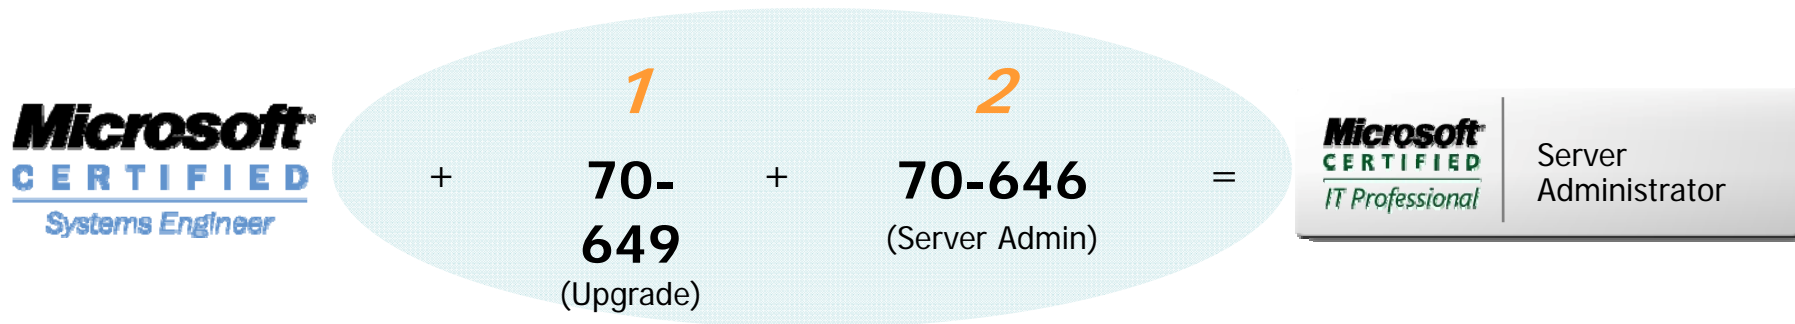 Microsoft
CERTIFIED
Systems Engineer
+
1
70-
649
(Upgrade)
+
2
70-646
(Server Admin)
=
Microsoft
CERTIFIED
IT Professional
Server
Administrator